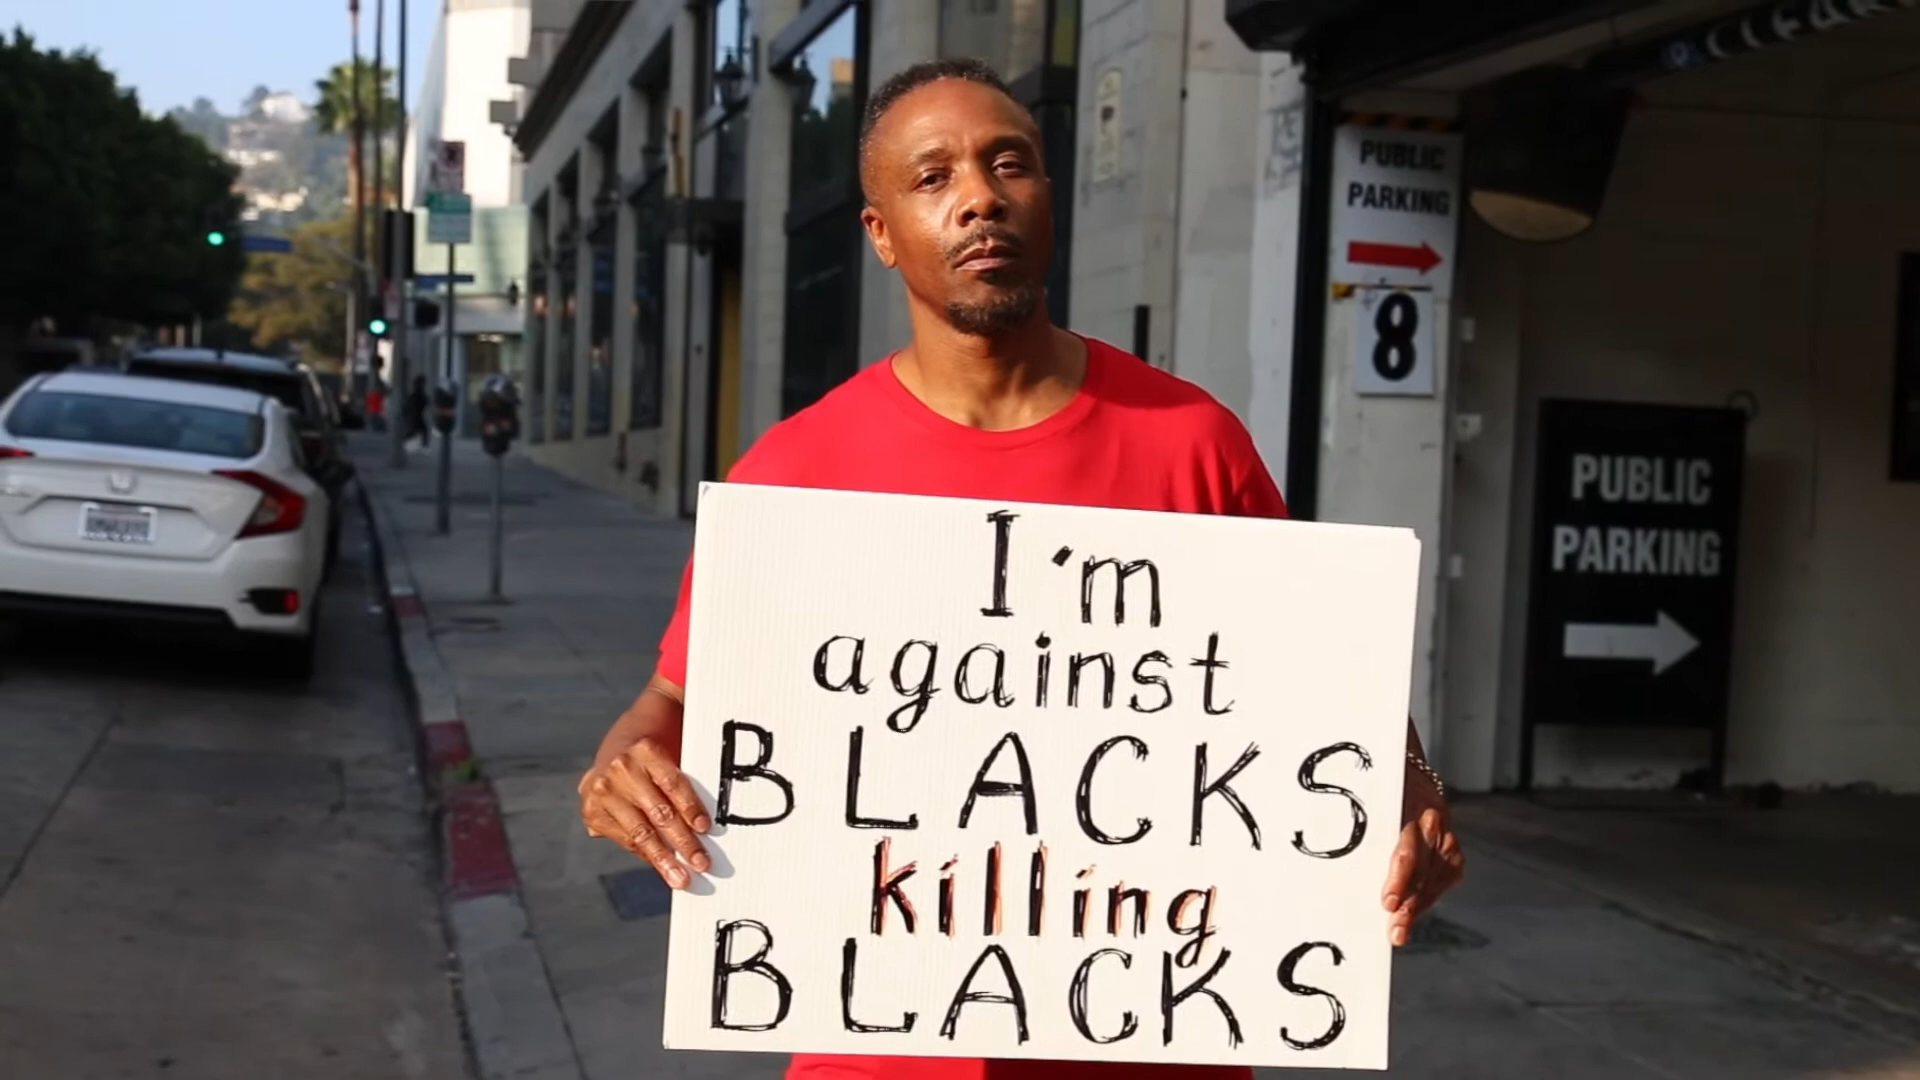 I'm
against
BLACKS
killing
BLACKS
PUBLIC
PARKING
8
PUBLIC
PARKING